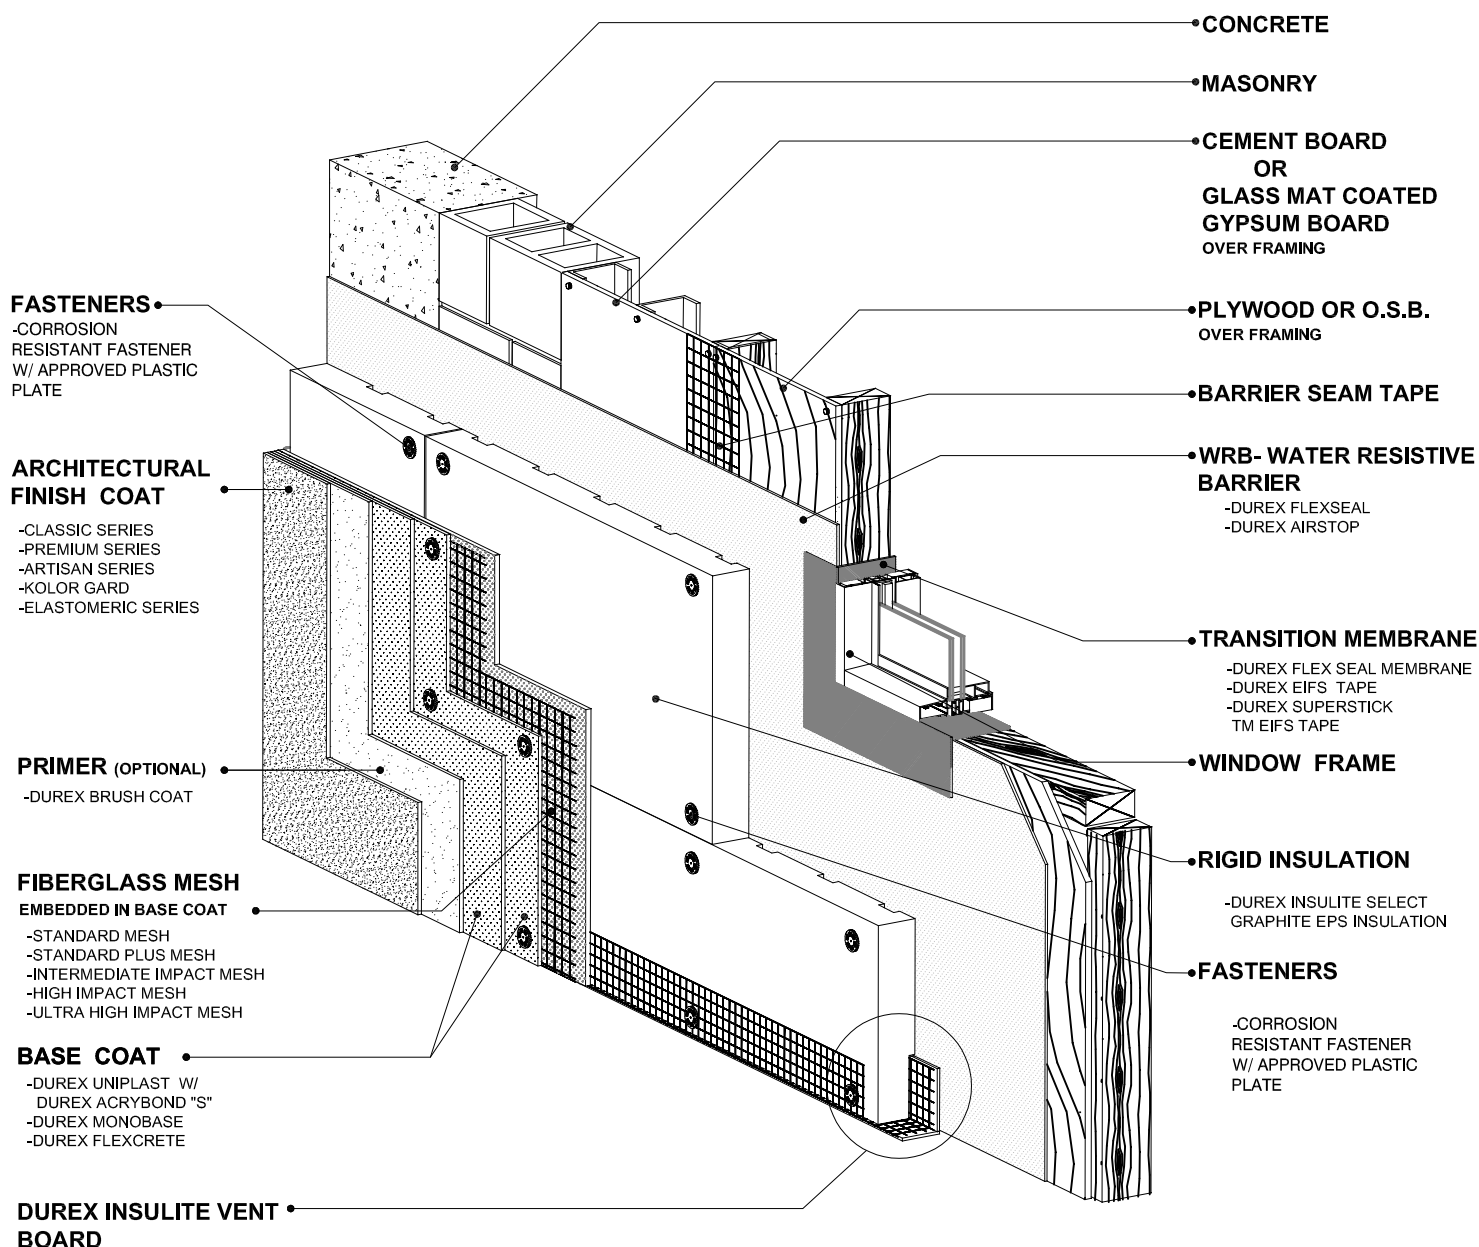 CONCRETE
MASONRY
CEMENT BOARD
OR
GLASS MAT COATED
GYPSUM BOARD
OVER FRAMING
PLYWOOD OR O.S.B.
OVER FRAMING
BARRIER SEAM TAPE
WRB- WATER RESISTIVE
BARRIER
-DUREX FLEXSEAL
-DUREX AIRSTOP
TRANSITION MEMBRANE
-DUREX FLEX SEAL MEMBRANE
-DUREX EIFS TAPE
-DUREX SUPERSTICK
TM EIFS TAPE
WINDOW FRAME
RIGID INSULATION
-DUREX INSULITE SELECT
GRAPHITE EPS INSULATION
FASTENERS
-CORROSION
RESISTANT FASTENER
W/ APPROVED PLASTIC
PLATE
FASTENERS
-CORROSION
RESISTANT FASTENER
W/ APPROVED PLASTIC
PLATE
ARCHITECTURAL
FINISH COAT
-CLASSIC SERIES
-PREMIUM SERIES
-ARTISAN SERIES
-KOLOR GARD
-ELASTOMERIC SERIES
PRIMER (OPTIONAL)
-DUREX BRUSH COAT
FIBERGLASS MESH
EMBEDDED IN BASE COAT
-STANDARD MESH
-STANDARD PLUS MESH
-INTERMEDIATE IMPACT MESH
-HIGH IMPACT MESH
-ULTRA HIGH IMPACT MESH
BASE COAT
-DUREX UNIPLAST W/
DUREX ACRYBOND "S"
-DUREX MONOBASE
-DUREX FLEXCRETE
DUREX INSULITE VENT
BOARD